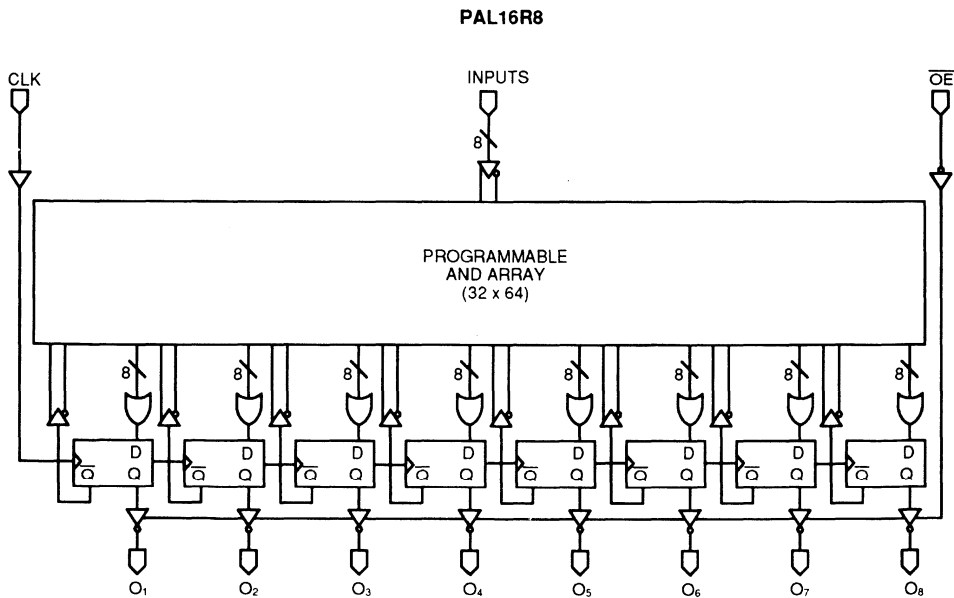 PAL16R8
CLK
INPUTS
O̅E̅
8
PROGRAMMABLE
AND ARRAY
(32 x 64)
8 8 8 8 8 8 8 8
D D D D D D D D
Q̅ Q Q̅ Q Q̅ Q Q̅ Q Q̅ Q Q̅ Q Q̅ Q Q̅ Q
O₁ O₂ O₃ O₄ O₅ O₆ O₇ O₈